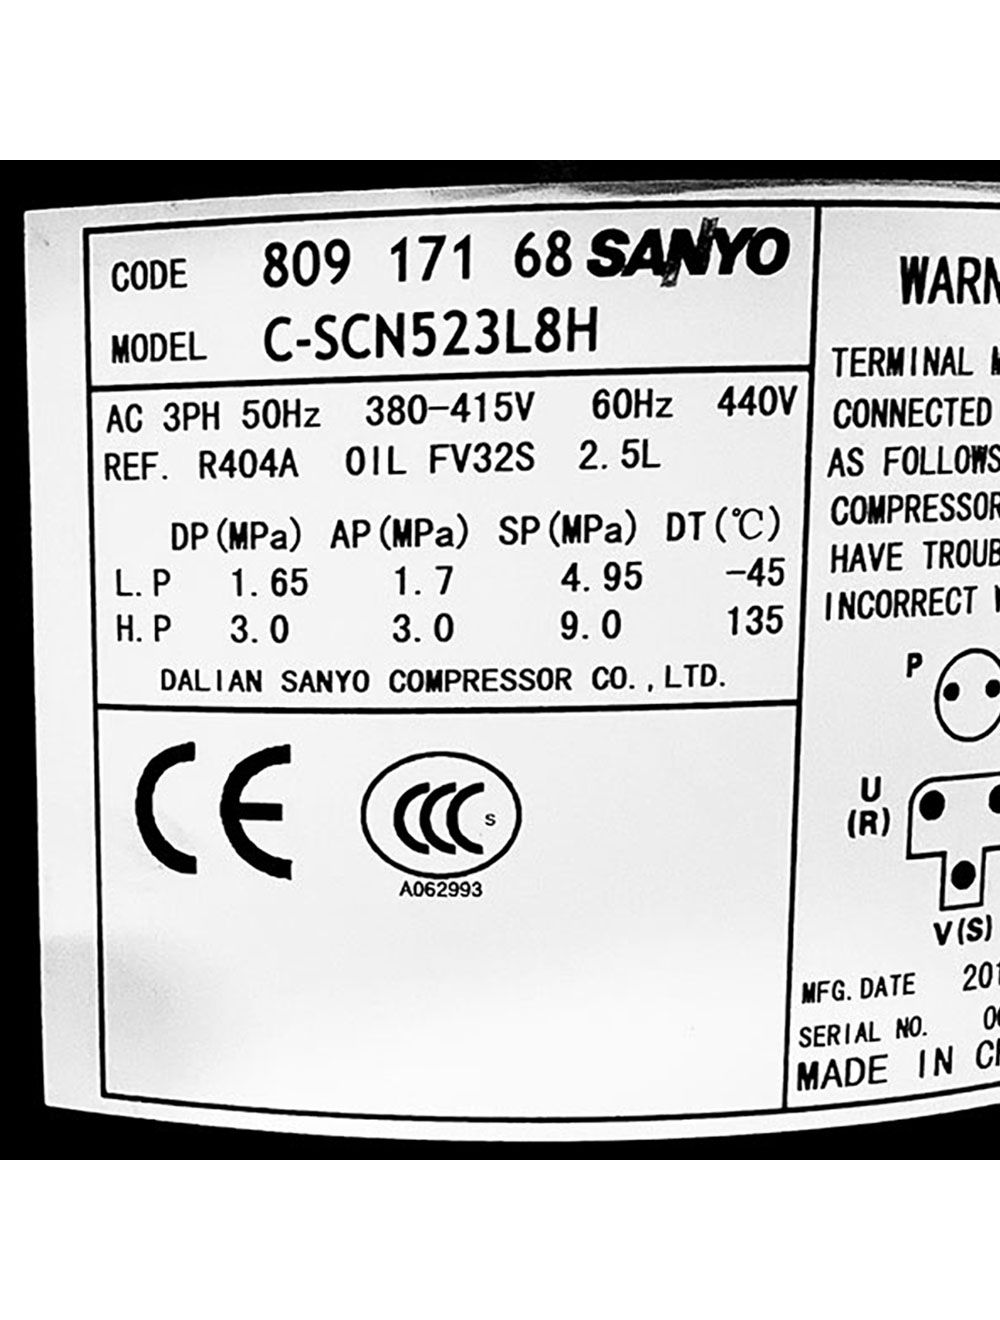 CODE 809 171 68 SANYO
MODEL C-SCN523L8H
AC 3PH 50Hz 380-415V 60Hz 440V
REF. R404A OIL FV32S 2.5L
DP(MPa) AP(MPa) SP(MPa) DT(℃)
L.P 1.65 1.7 4.95 -45
H.P 3.0 3.0 9.0 135
DALIAN SANYO COMPRESSOR CO.,LTD.
CE CCC S
A062993
TERMINAL
CONNECTED
AS FOLLOWS
COMPRESSOR
HAVE
INCORRECT
P
U
(R)
V(S)
MFG.DATE
SERIAL NO.
MADE IN